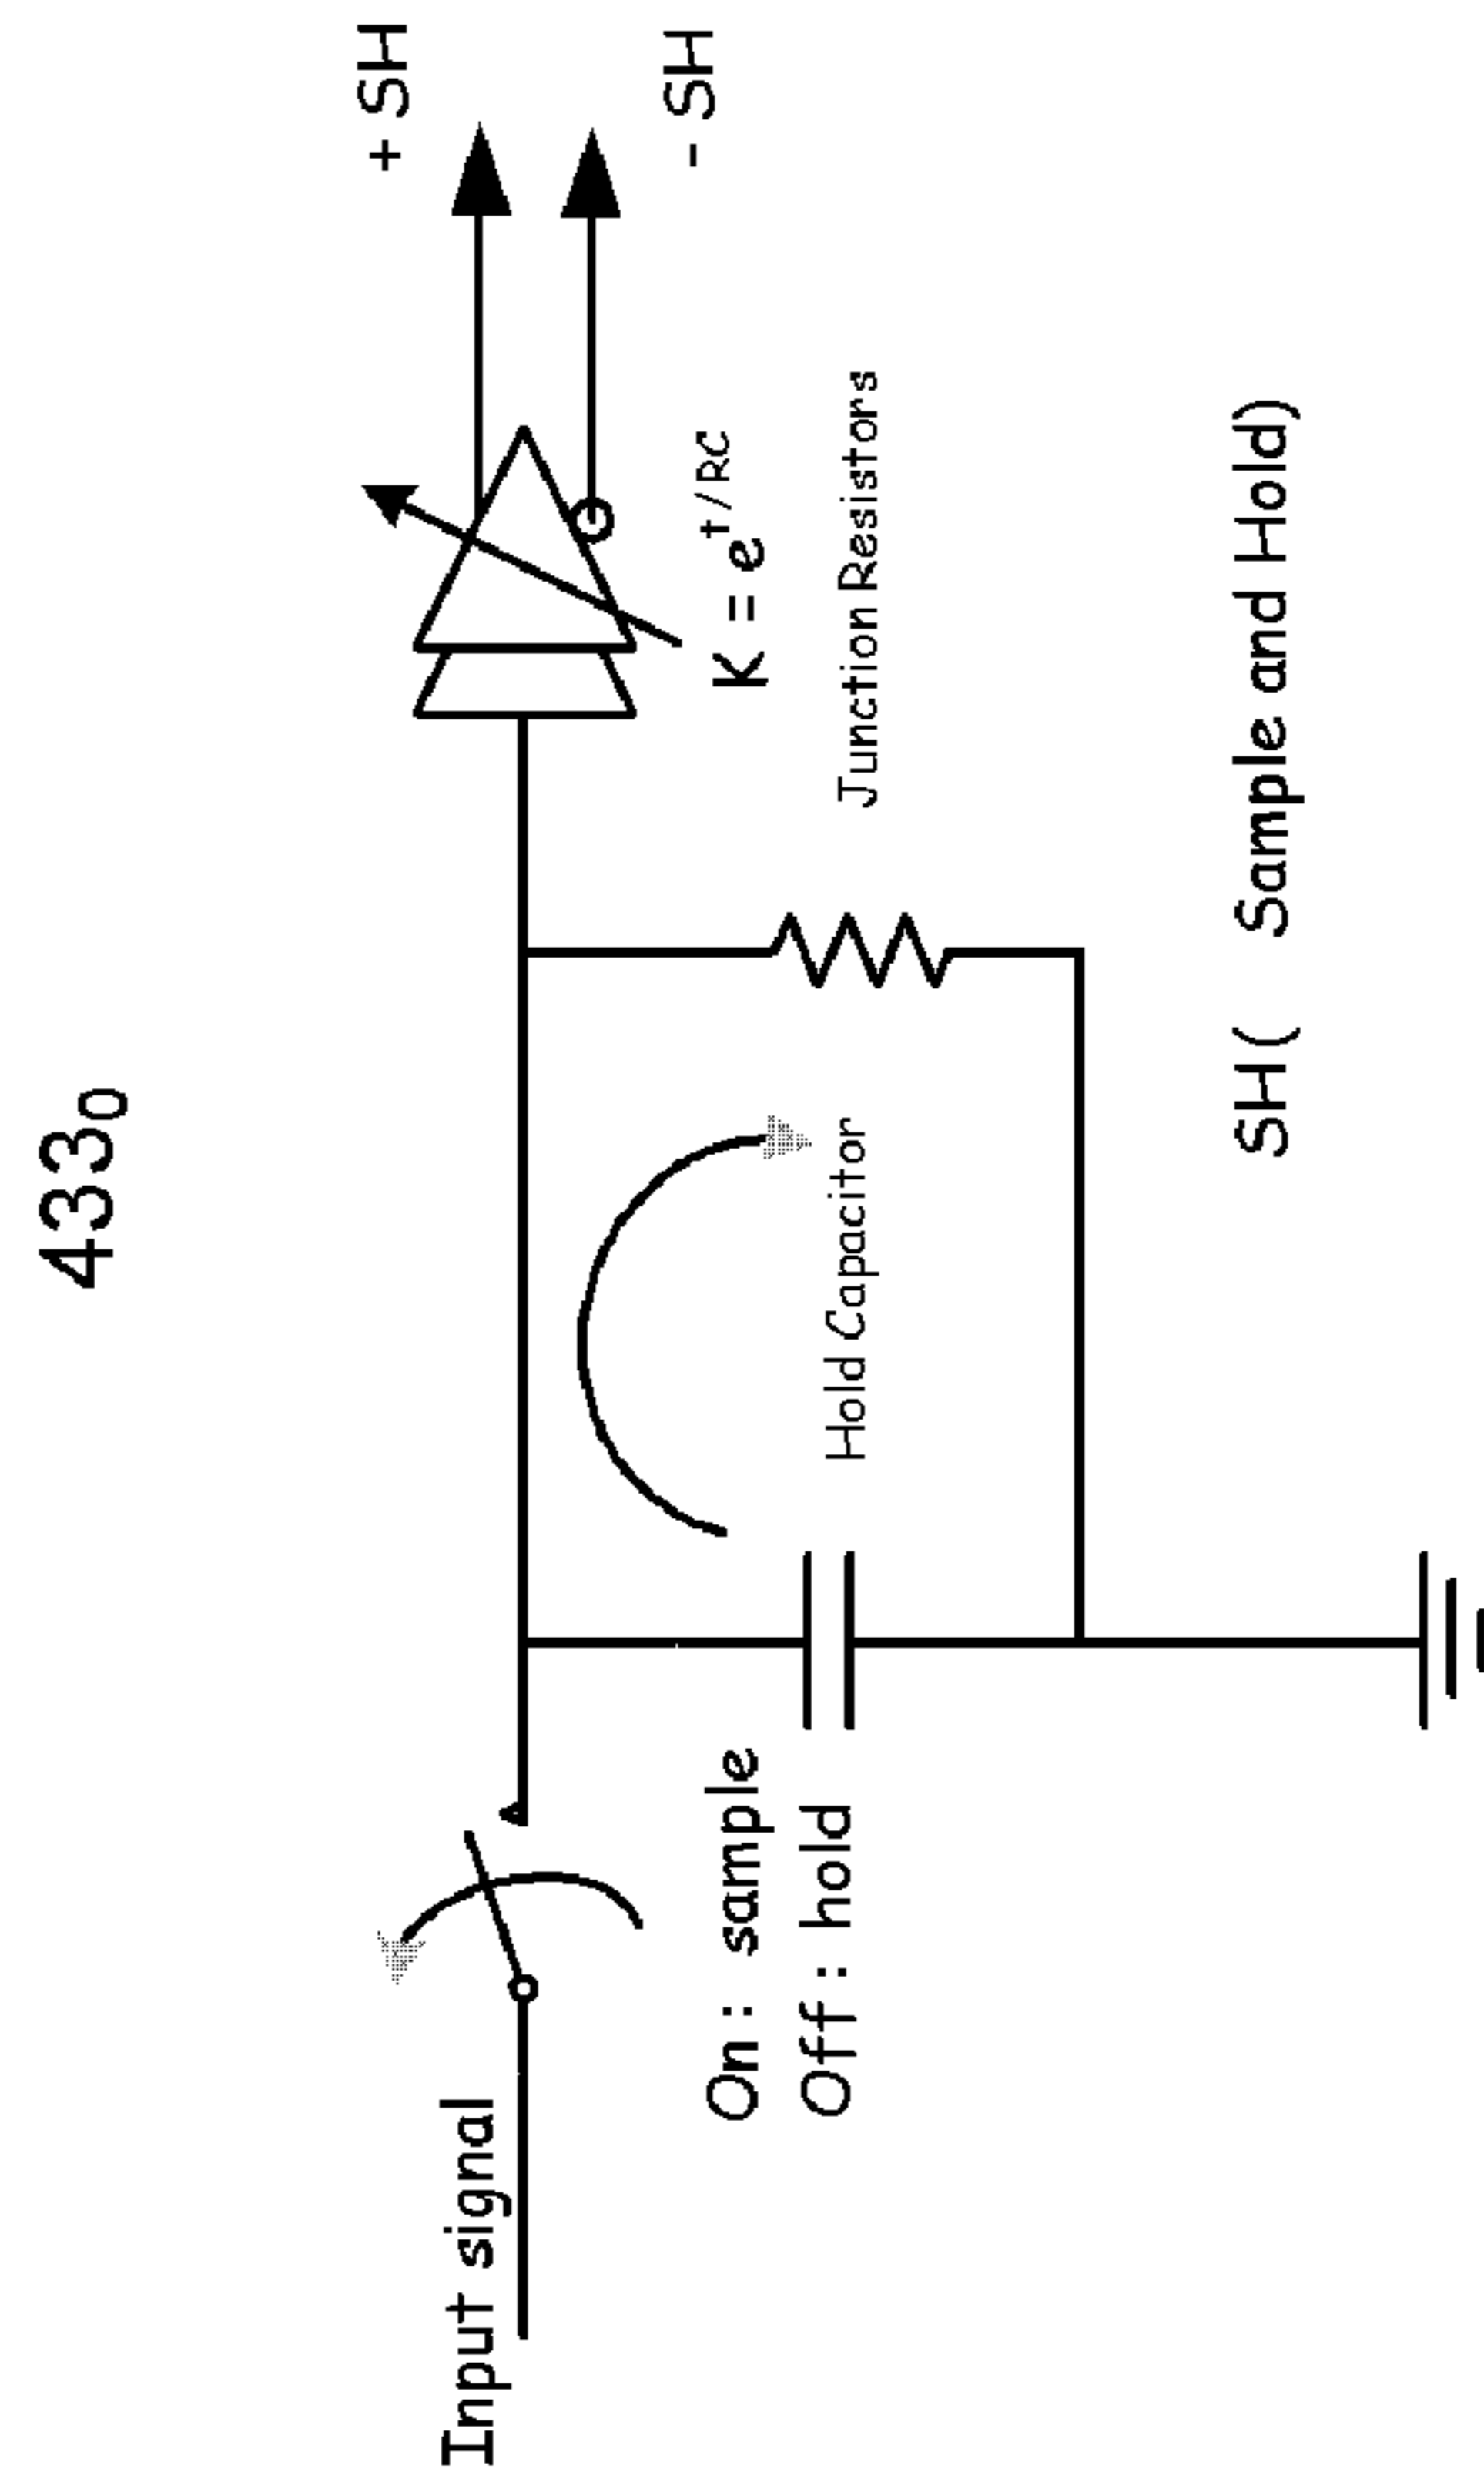 433₀
+ SH
- SH
Input signal
K = e^t/RC
On: sample
Off: hold
Hold Capacitor
Junction Resistors
SH( Sample and Hold)